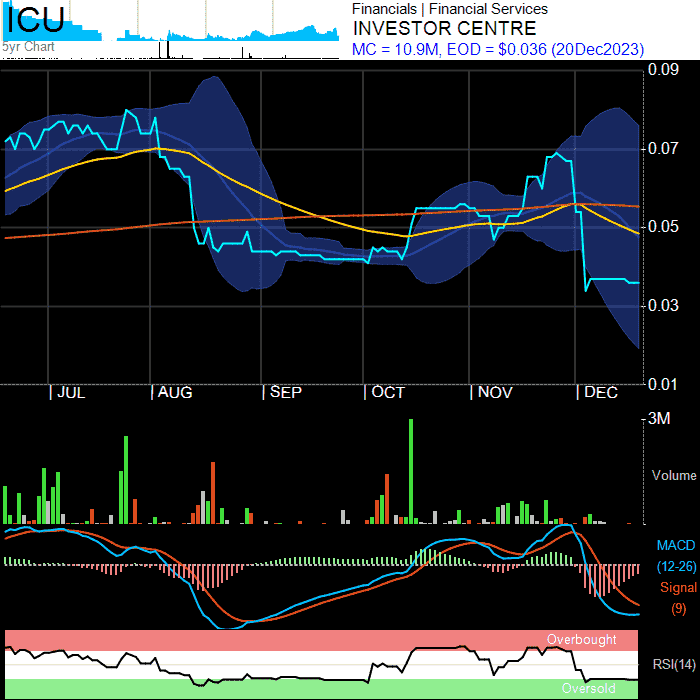 ICU
5yr Chart
Financials | Financial Services
INVESTOR CENTRE
MC = 10.9M, EOD = $0.036 (20Dec2023)
0.09
0.07
0.05
0.03
0.01
| JUL | AUG | SEP | OCT | NOV | DEC
3M
Volume
MACD
(12-26)
Signal
(9)
Overbought
RSI(14)
Oversold